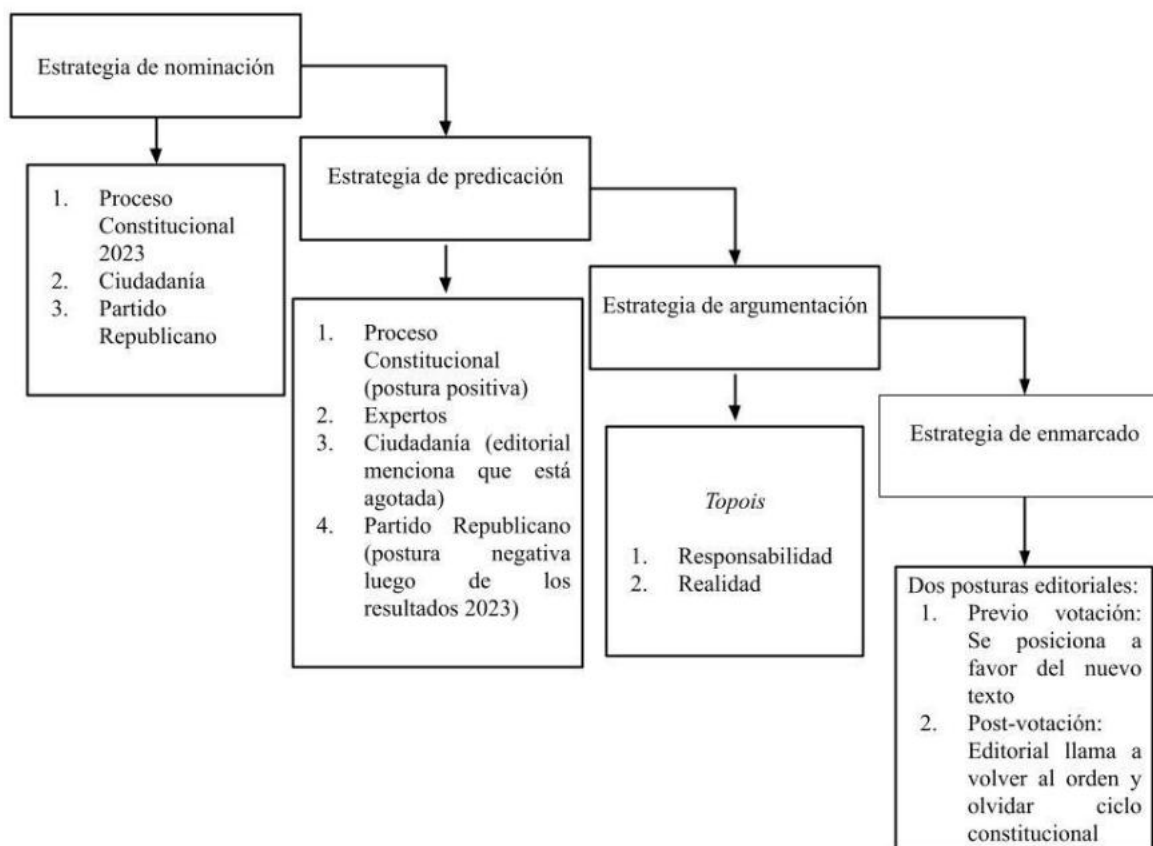 Estrategia de nominación
1. Proceso
Constitucional
2023
2. Ciudadanía
3. Partido
Republicano
Estrategia de predicación
1. Proceso
Constitucional
(postura positiva)
2. Expertos
3. Ciudadanía (editorial
menciona que está
agotada)
4. Partido Republicano
(postura negativa
luego de los
resultados 2023)
Estrategia de argumentación
Topois
1. Responsabilidad
2. Realidad
Estrategia de enmarcado
Dos posturas editoriales:
1. Previo votación:
Se posiciona a
favor del nuevo
texto
2. Post-votación:
Editorial llama a
volver al orden y
olvidar ciclo
constitucional